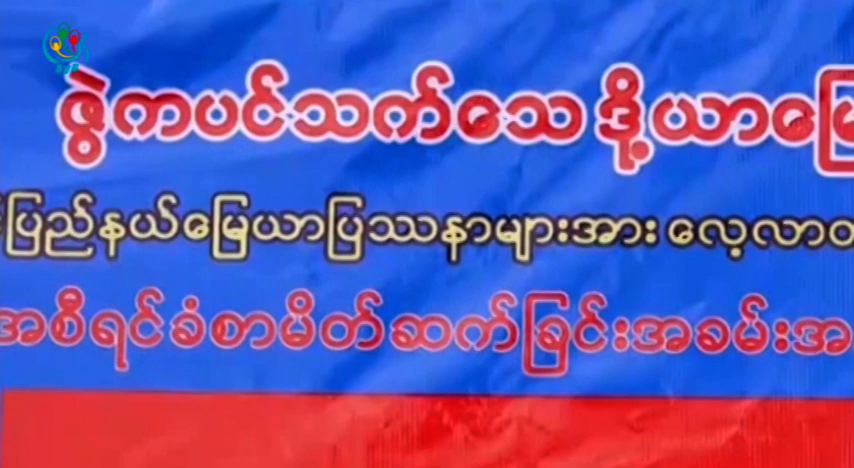 ဇွဲကပင်သက်သေ ဒို့ယာမြေ
ပြည်နယ်မြေယာပြဿနာများအား လေ့လာ
အစီရင်ခံစာမိတ်ဆက်ခြင်းအခမ်းအ